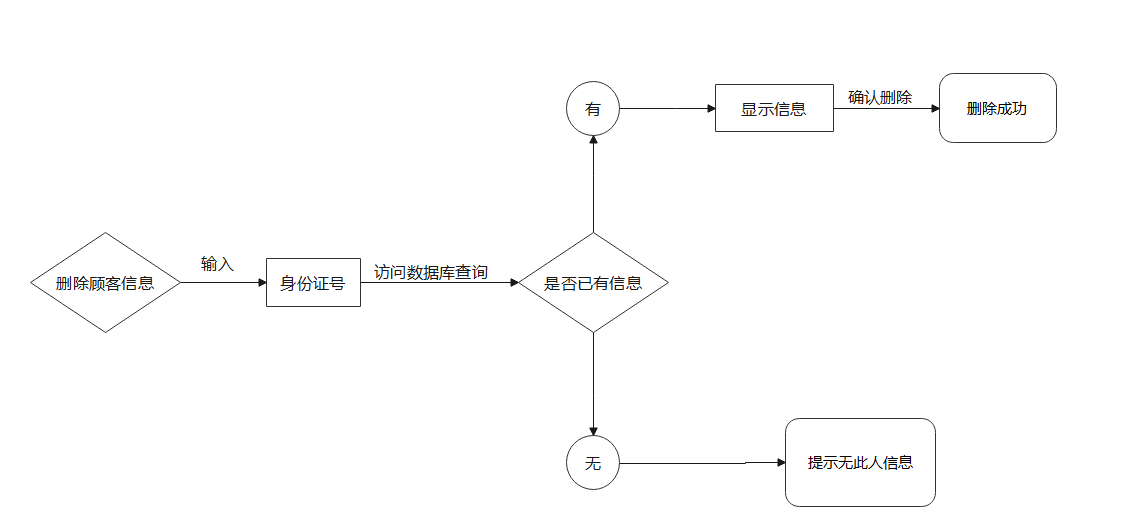 有
显示信息
确认删除
删除成功
删除顾客信息
输入
身份证号
访问数据库查询
是否已有信息
无
提示无此人信息